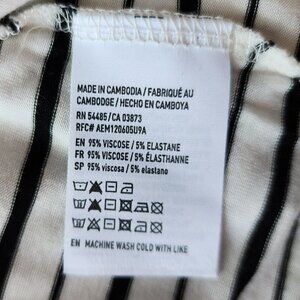 MADE IN CAMBODIA / FABRIQUÉ AU
CAMBODGE / HECHO EN CAMBOYA
RN 54485 / CA 03873
RFC# AEM120605U9A
EN 95% VISCOSE / 5% ELASTANE
FR 95% VISCOSE / 5% ÉLASTHANNE
SP 95% viscosa / 5% elastano
EN MACHINE WASH COLD WITH LIKE